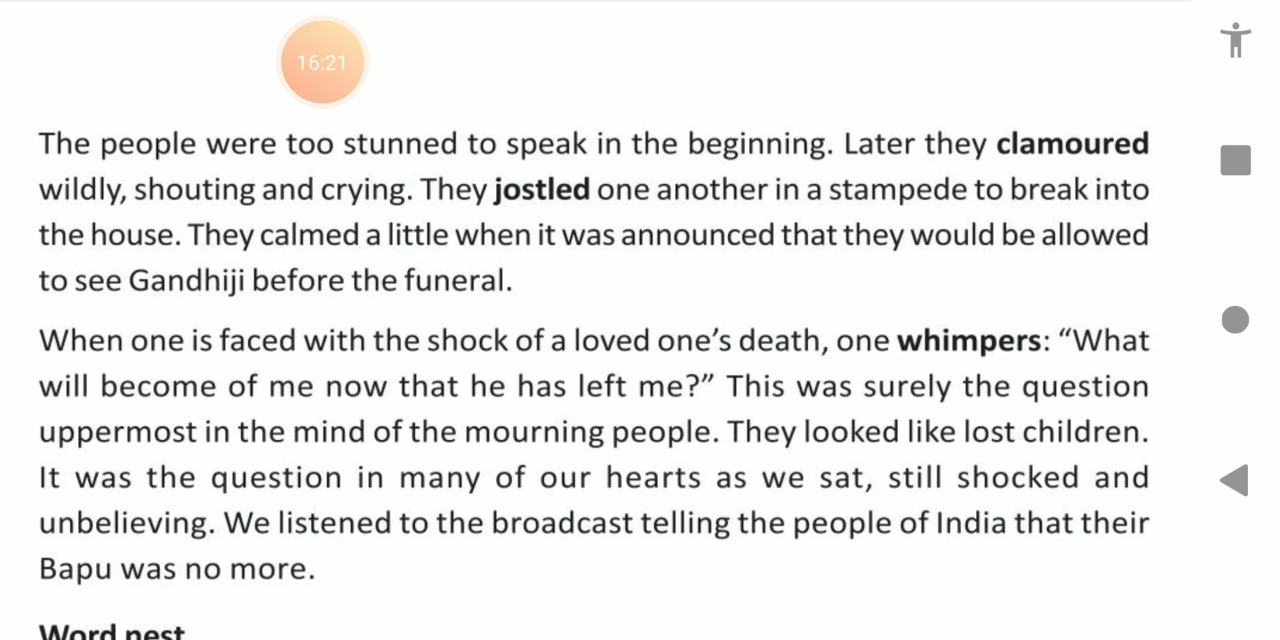 16:21
The people were too stunned to speak in the beginning. Later they clamoured
wildly, shouting and crying. They jostled one another in a stampede to break into
the house. They calmed a little when it was announced that they would be allowed
to see Gandhiji before the funeral.
When one is faced with the shock of a loved one’s death, one whimpers: “What
will become of me now that he has left me?” This was surely the question
uppermost in the mind of the mourning people. They looked like lost children.
It was the question in many of our hearts as we sat, still shocked and
unbelieving. We listened to the broadcast telling the people of India that their
Bapu was no more.
Word nest